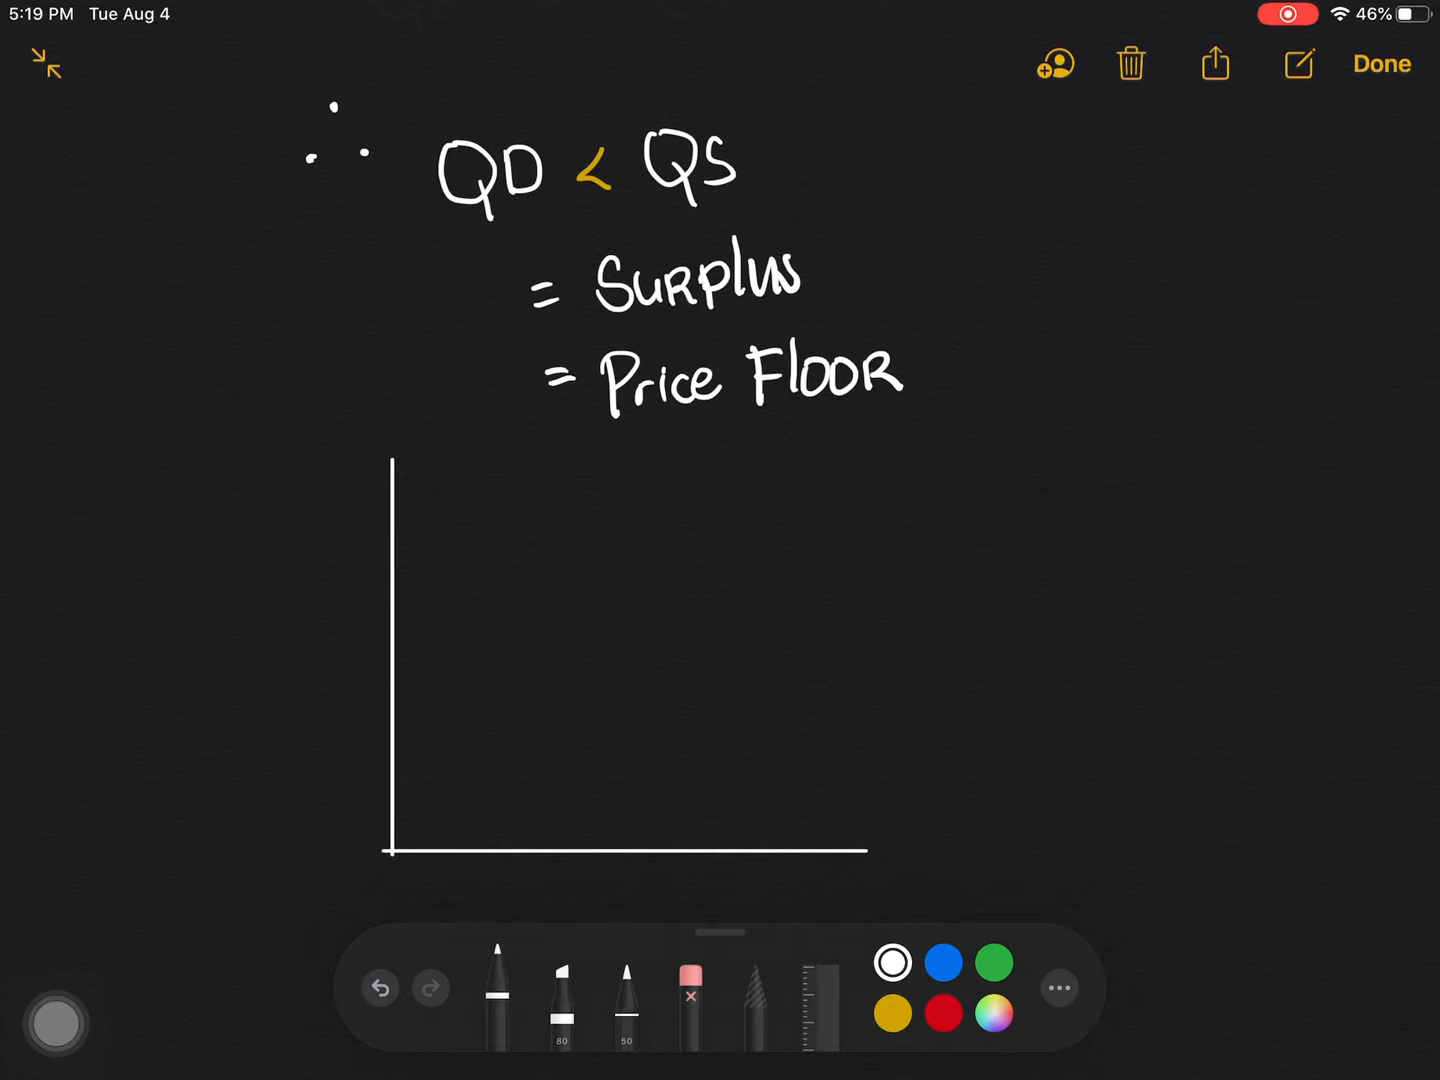 5:19 PM Tue Aug 4 46%
Done
∴ QD < QS
= Surplus
= Price Floor
80 50